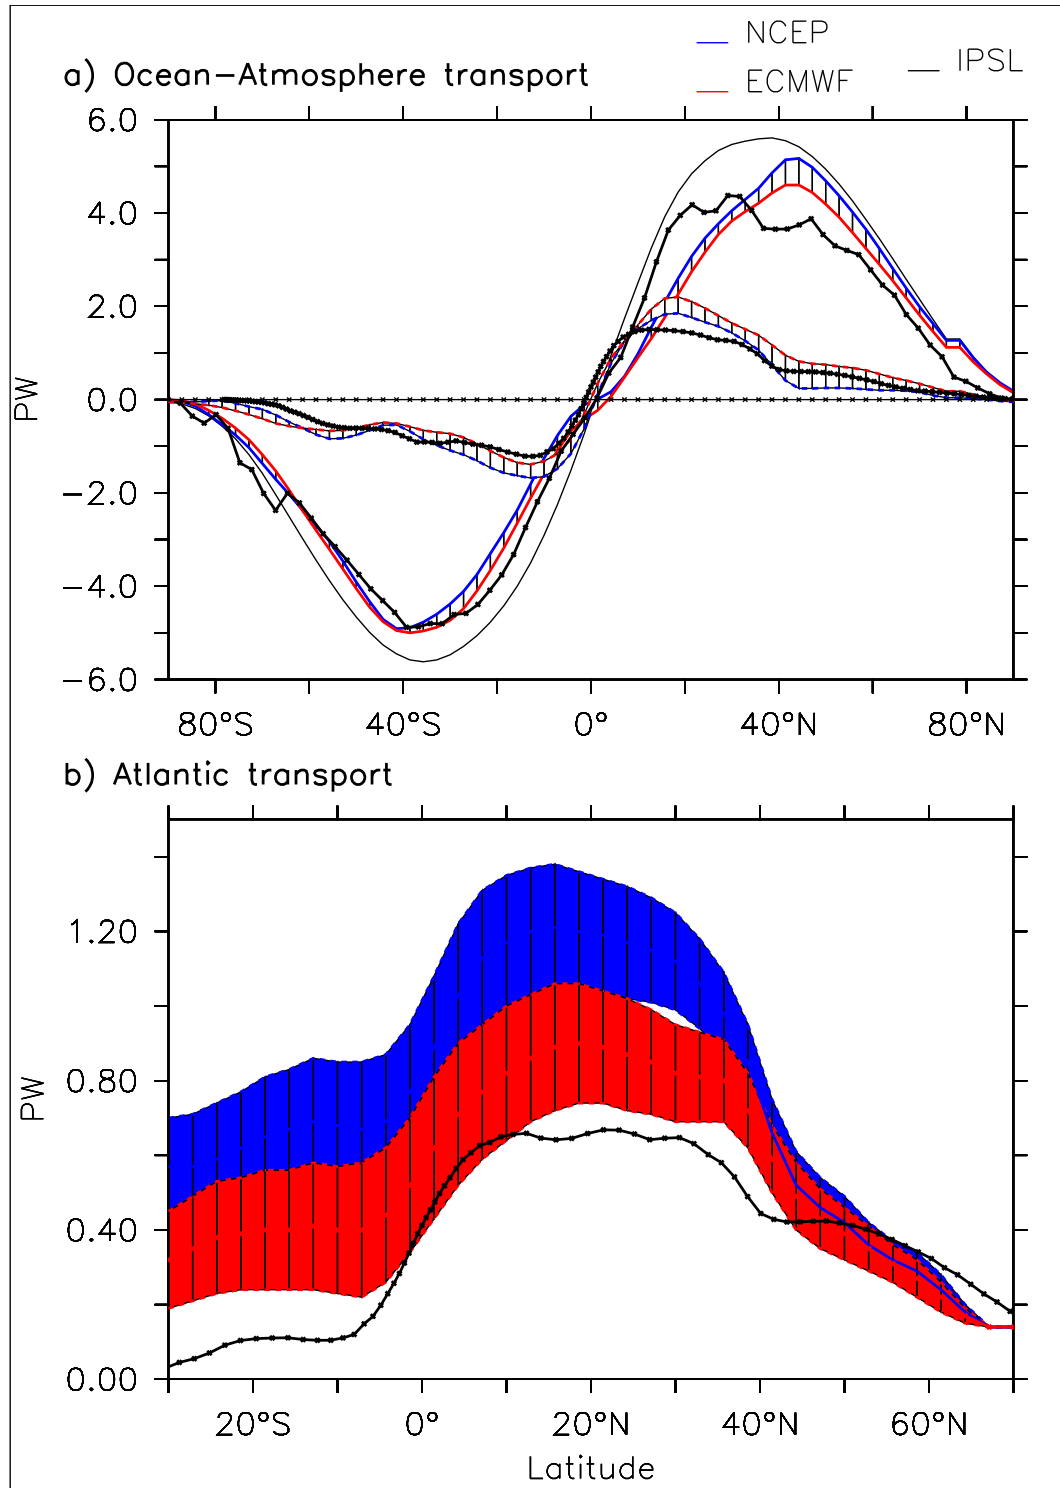 NCEP
a) Ocean−Atmosphere transport
IPSL
ECMWF
6.0
4.0
2.0
0.0
−2.0
−4.0
−6.0
PW
80°S 40°S 0° 40°N 80°N
b) Atlantic transport
1.20
0.80
0.40
0.00
PW
20°S 0° 20°N 40°N 60°N
Latitude